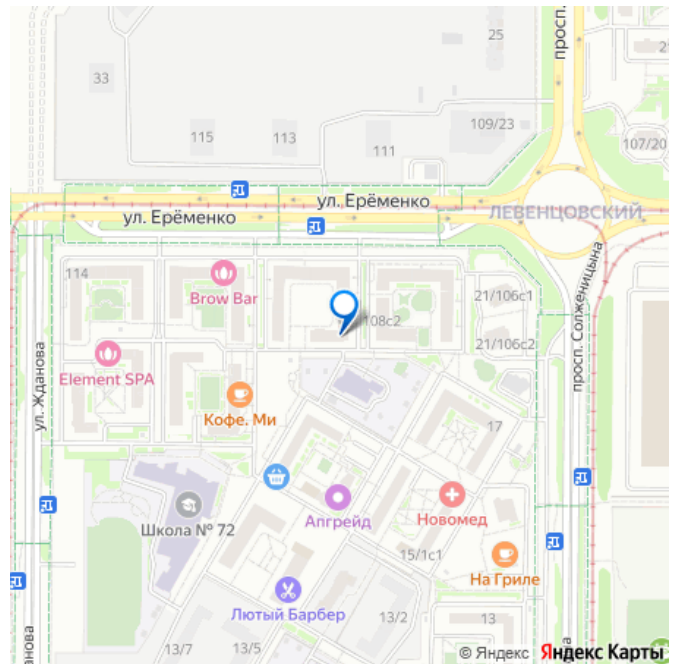 просп.
25
33
115
113
111
109/23
107/20
ул. Ерёменко
ул. Ерёменко
ЛЕВЕНЦОВСКИЙ
114
Brow Bar
108с2
21/106с1
21/106с2
просп. Солженицына
ул. Жданова
Element SPA
Кофе. Ми
17
Школа № 72
Апгрейд
Новомед
15/1с1
На Гриле
Лютый Барбер
13/2
13
13/7
13/5
© Яндекс Яндекс Карты